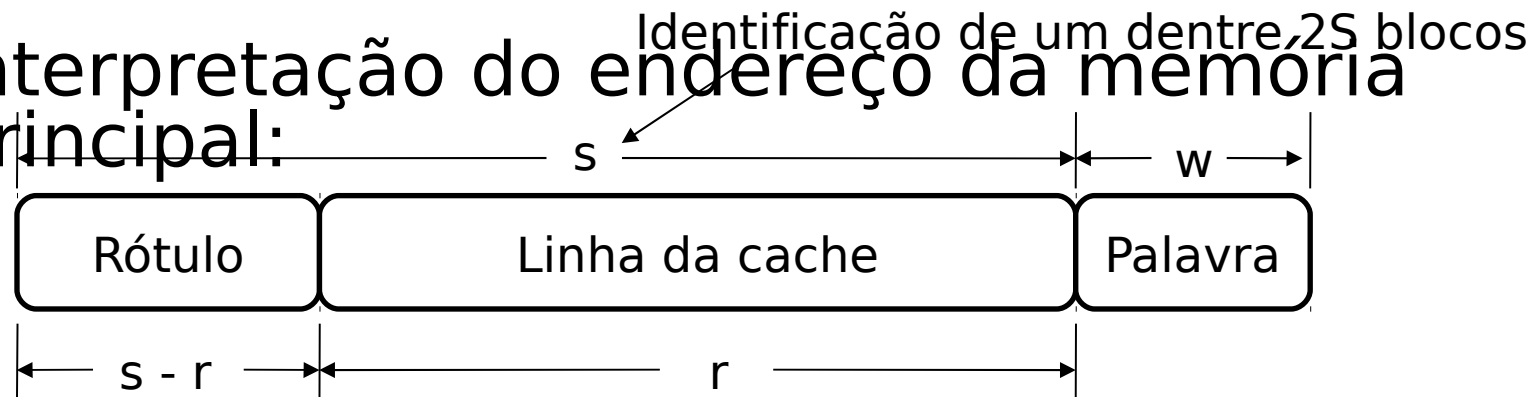 Identificação de um dentre 2S blocos
nterpretação do endereço da memória
rincipal:
s
w
Rótulo
Linha da cache
Palavra
s - r
r